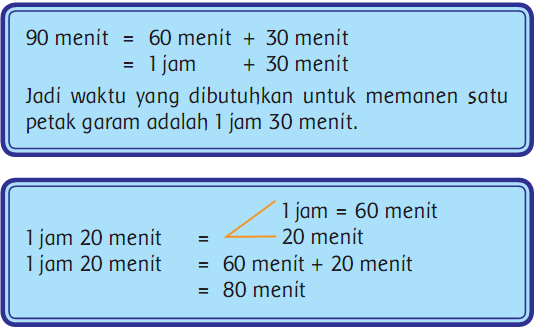 90 menit = 60 menit + 30 menit
= 1 jam + 30 menit
Jadi waktu yang dibutuhkan untuk memanen satu
petak garam adalah 1 jam 30 menit.
1 jam = 60 menit
1 jam 20 menit = 20 menit
1 jam 20 menit = 60 menit + 20 menit
= 80 menit